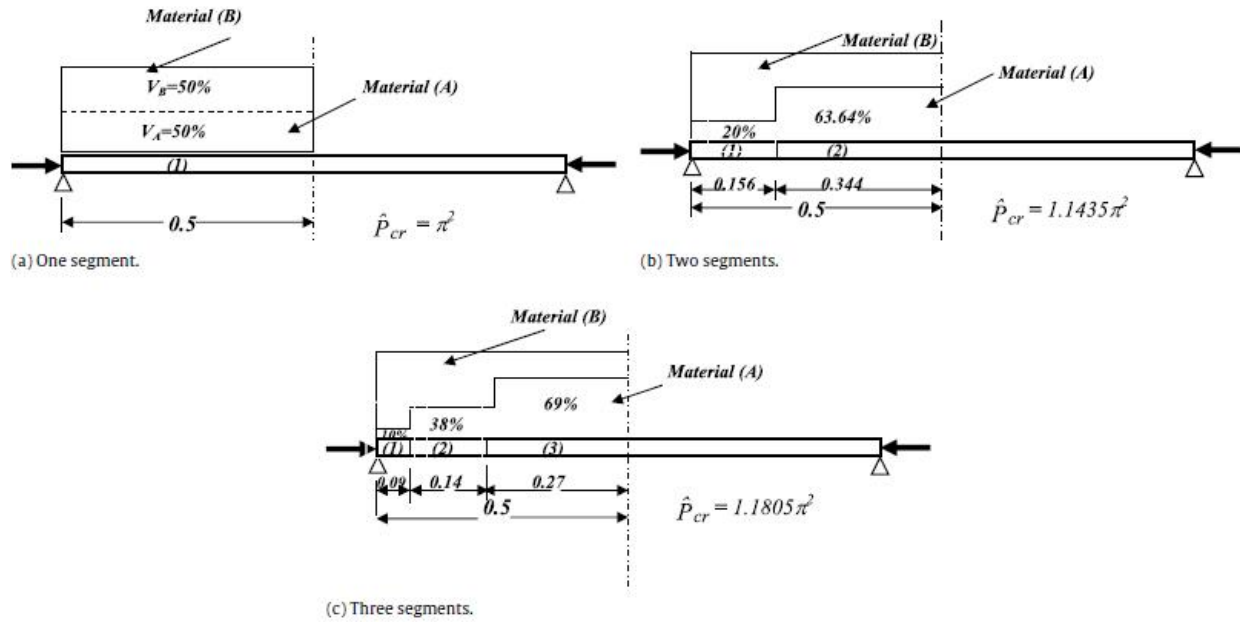 Material (B)
V_B=50%
Material (A)
V_A=50%
(1)
0.5
P̂_cr = π²
(a) One segment.
Material (B)
Material (A)
63.64%
20%
(1) (2)
0.156 0.344
0.5
P̂_cr = 1.1435π²
(b) Two segments.
Material (B)
Material (A)
69%
38%
10%
(1) (2) (3)
0.09 0.14 0.27
0.5
P̂_cr = 1.1805π²
(c) Three segments.